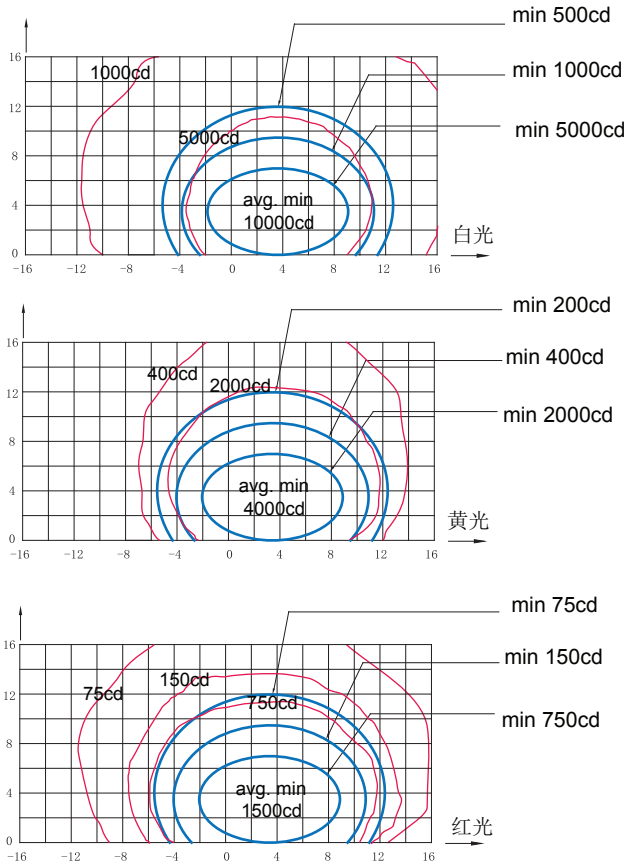 min 500cd
16
1000cd
min 1000cd
12
5000cd
min 5000cd
8
avg. min
4
10000cd
白光
0
-16 -12 -8 -4 0 4 8 12 16
min 200cd
16
400cd
min 400cd
2000cd
12
min 2000cd
8
avg. min
4
4000cd
黄光
0
-16 -12 -8 -4 0 4 8 12 16
min 75cd
16
150cd
min 150cd
75cd
12
750cd
min 750cd
8
avg. min
4
1500cd
红光
0
-16 -12 -8 -4 0 4 8 12 16